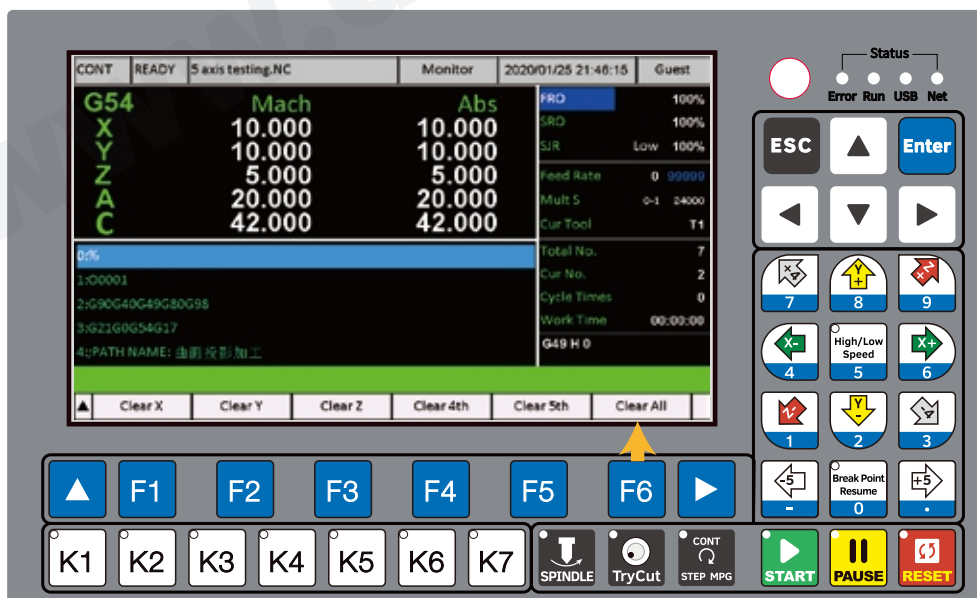 Status
Error Run USB Net
CONT READY 5 axis testing.NC Monitor 2020/01/25 21:46:15 Guest
G54 Mach Abs
X 10.000 10.000
Y 10.000 10.000
Z 5.000 5.000
A 20.000 20.000
C 42.000 42.000
FRO 100%
SRO 100%
SJR Low 100%
Feed Rate 0 99999
Mult S 0-1 24000
Cur Tool T1
Total No. 7
Cur No. 2
Cycle Times 0
Work Time 00:00:00
G49 H 0
0:%
1:O0001
2:G90G40G49G80G98
3:G21G0G54G17
4:;PATH NAME: 曲面投影加工
Clear X Clear Y Clear Z Clear 4th Clear 5th Clear All
F1 F2 F3 F4 F5 F6
K1 K2 K3 K4 K5 K6 K7
SPINDLE
TryCut
CONT
STEP MPG
ESC
Enter
X+ 4- 7
Y+ 8
Z+ 9
X- 4
High/Low
Speed
5
X+ 6
Z- 1
Y- 2
4- 3
-5 -
Break Point
Resume
0
+5 .
START
PAUSE
RESET